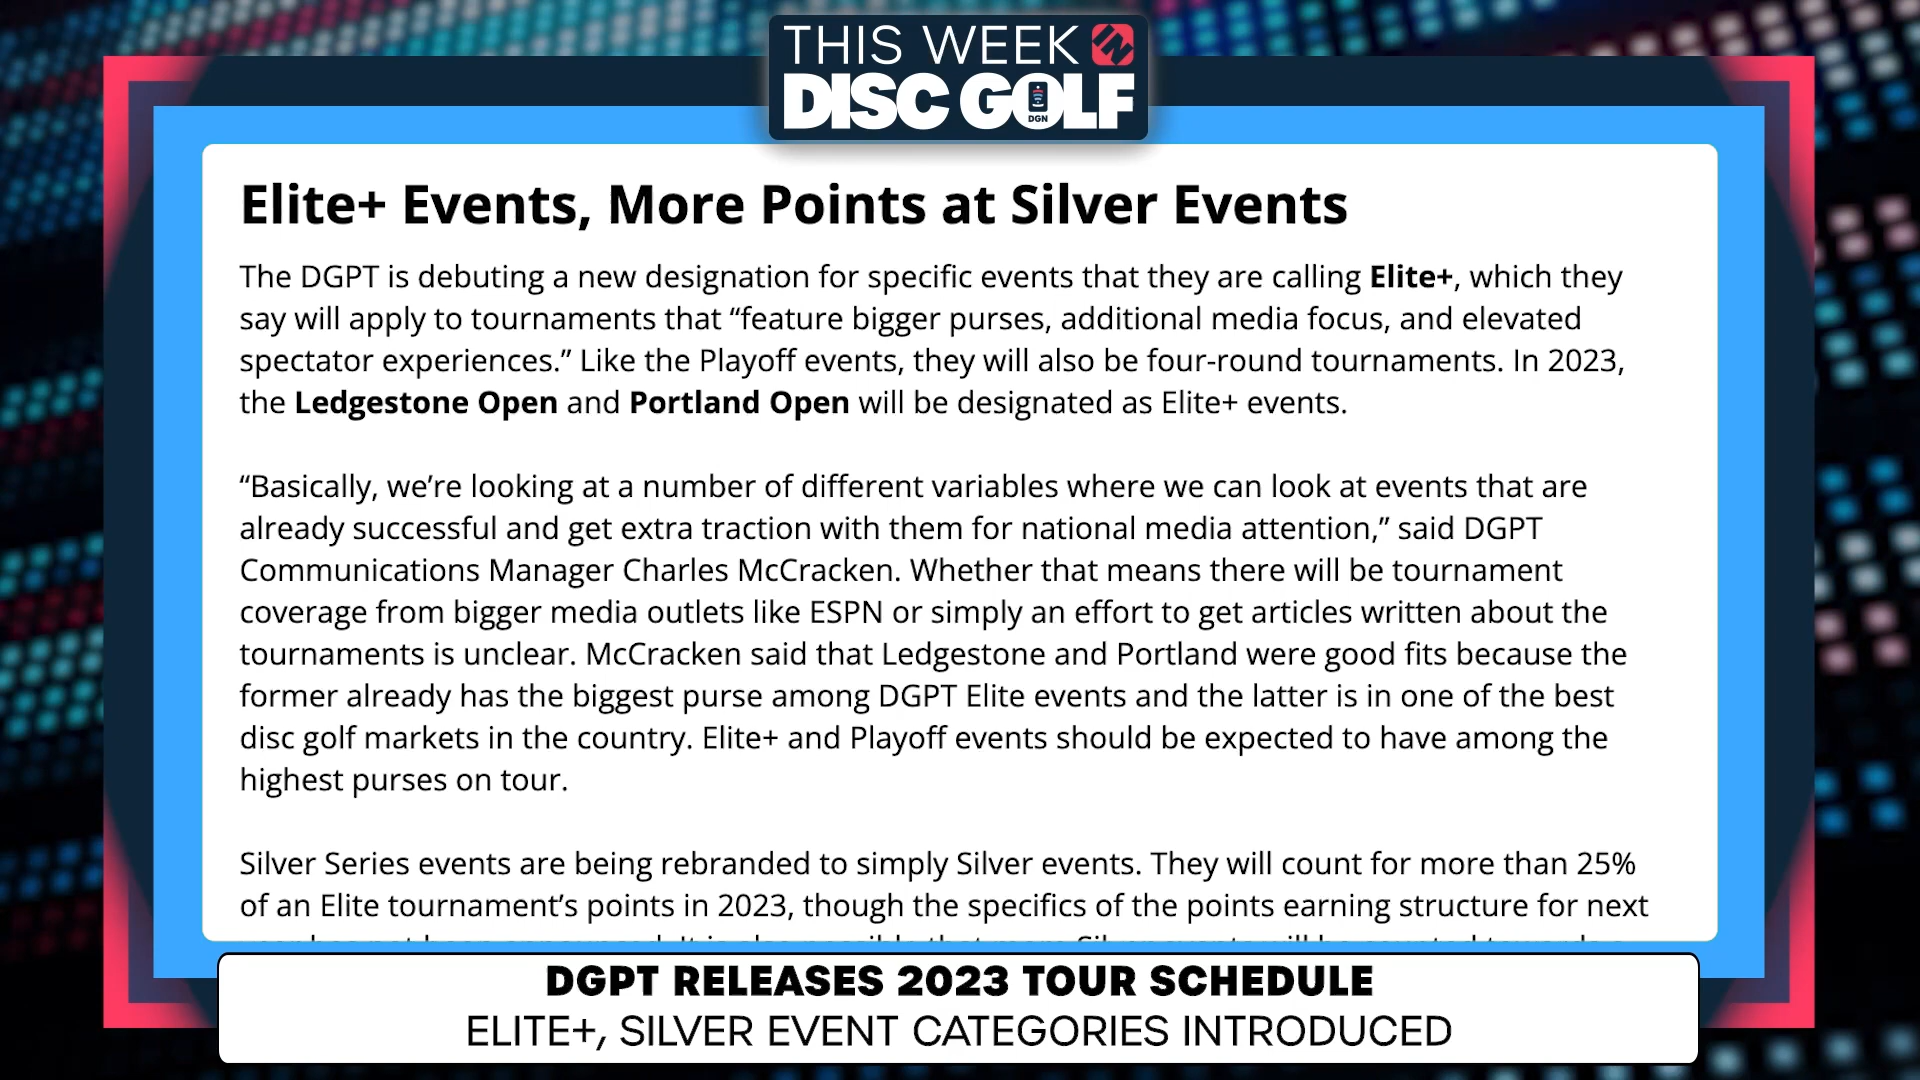 THIS WEEK IN
DISC GOLF
DGN
Elite+ Events, More Points at Silver Events
The DGPT is debuting a new designation for specific events that they are calling Elite+, which they
say will apply to tournaments that “feature bigger purses, additional media focus, and elevated
spectator experiences.” Like the Playoff events, they will also be four-round tournaments. In 2023,
the Ledgestone Open and Portland Open will be designated as Elite+ events.
“Basically, we’re looking at a number of different variables where we can look at events that are
already successful and get extra traction with them for national media attention,” said DGPT
Communications Manager Charles McCracken. Whether that means there will be tournament
coverage from bigger media outlets like ESPN or simply an effort to get articles written about the
tournaments is unclear. McCracken said that Ledgestone and Portland were good fits because the
former already has the biggest purse among DGPT Elite events and the latter is in one of the best
disc golf markets in the country. Elite+ and Playoff events should be expected to have among the
highest purses on tour.
Silver Series events are being rebranded to simply Silver events. They will count for more than 25%
of an Elite tournament’s points in 2023, though the specifics of the points earning structure for next
DGPT RELEASES 2023 TOUR SCHEDULE
ELITE+, SILVER EVENT CATEGORIES INTRODUCED